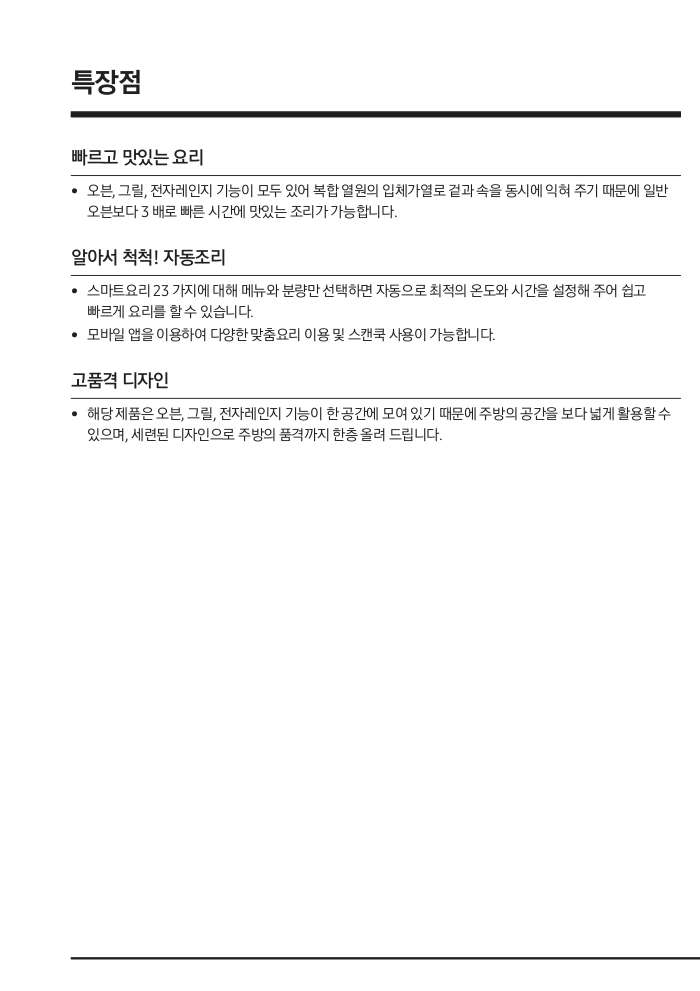 특장점
빠르고 맛있는 요리
• 오븐, 그릴, 전자레인지 기능이 모두 있어 복합 열원의 입체가열로 겉과 속을 동시에 익혀 주기 때문에 일반
오븐보다 3 배로 빠른 시간에 맛있는 조리가 가능합니다.
알아서 척척! 자동조리
• 스마트요리 23 가지에 대해 메뉴와 분량만 선택하면 자동으로 최적의 온도와 시간을 설정해 주어 쉽고
빠르게 요리를 할 수 있습니다.
• 모바일 앱을 이용하여 다양한 맞춤요리 이용 및 스캔쿡 사용이 가능합니다.
고품격 디자인
• 해당 제품은 오븐, 그릴, 전자레인지 기능이 한 공간에 모여 있기 때문에 주방의 공간을 보다 넓게 활용할 수
있으며, 세련된 디자인으로 주방의 품격까지 한층 올려 드립니다.